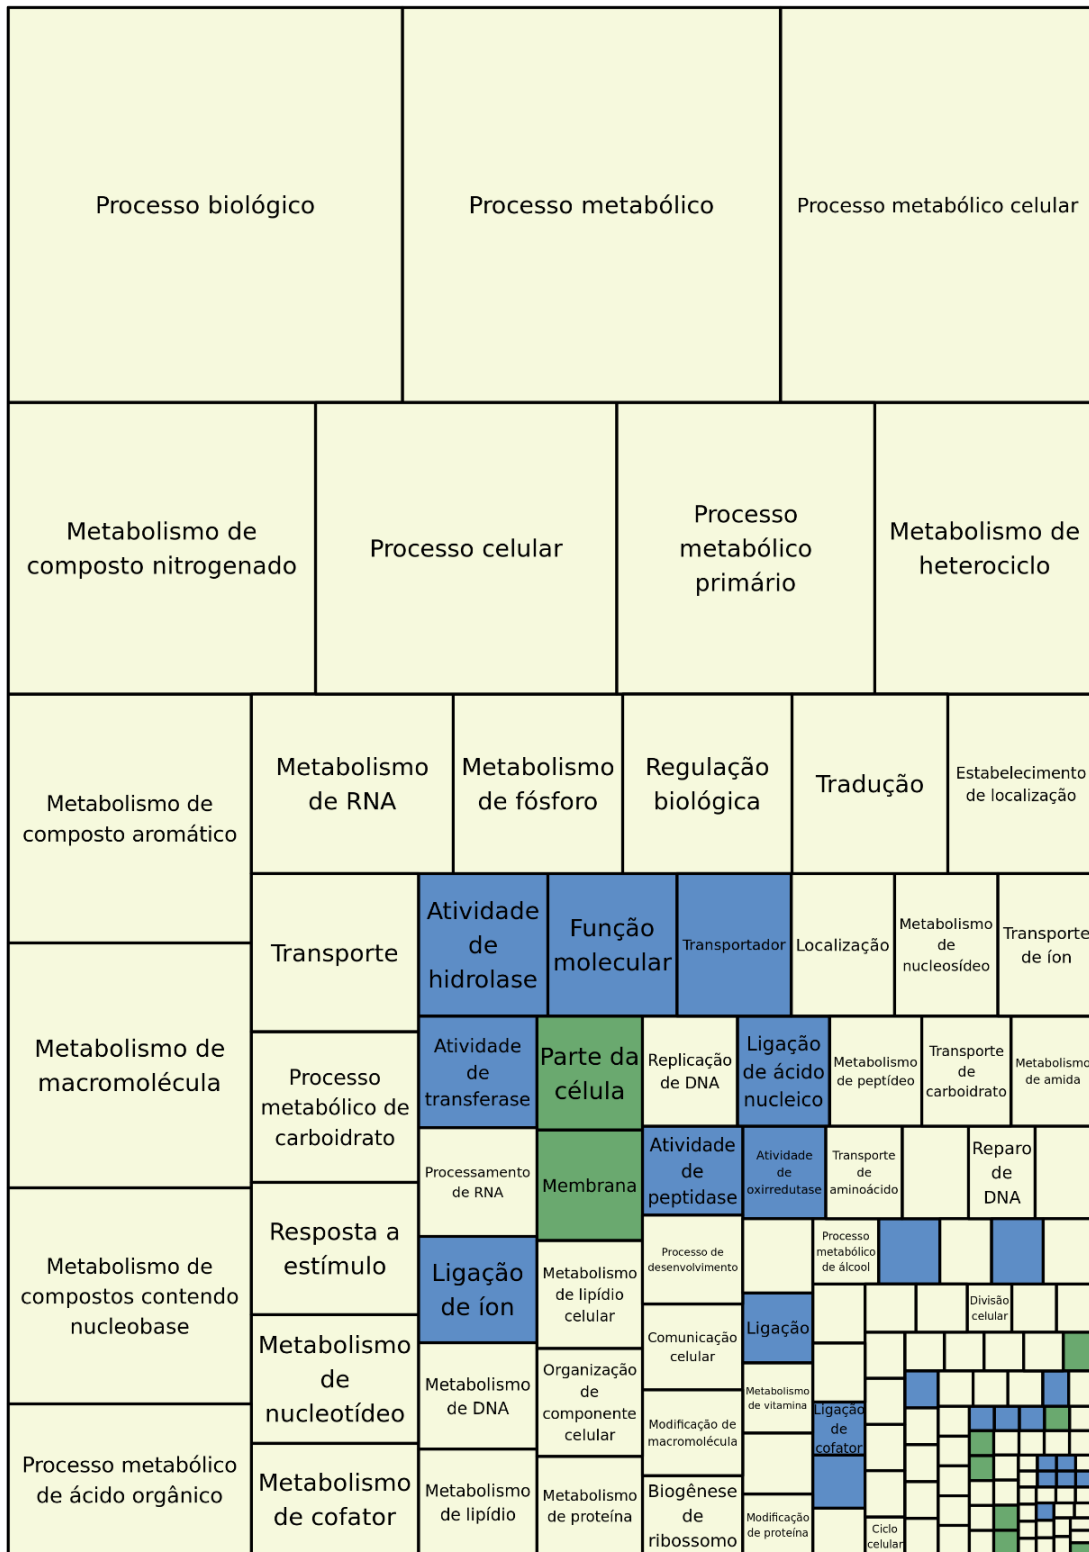 Processo biológico
Processo metabólico
Processo metabólico celular
Metabolismo de
composto nitrogenado
Processo celular
Processo
metabólico
primário
Metabolismo de
heterociclo
Metabolismo de
composto aromático
Metabolismo
de RNA
Metabolismo
de fósforo
Regulação
biológica
Tradução
Estabelecimento
de localização
Transporte
Atividade
de
hidrolase
Função
molecular
Transportador
Localização
Metabolismo
de
nucleosídeo
Transporte
de íon
Metabolismo de
macromolécula
Processo
metabólico de
carboidrato
Atividade
de
transferase
Parte da
célula
Replicação
de DNA
Ligação
de ácido
nucleico
Metabolismo
de peptídeo
Transporte
de
carboidrato
Metabolismo
de amida
Processamento
de RNA
Membrana
Atividade
de
peptidase
Atividade
de
oxirredutase
Transporte
de
aminoácido
Reparo
de
DNA
Metabolismo de
compostos contendo
nucleobase
Resposta a
estímulo
Ligação
de íon
Metabolismo
de lipídio
celular
Processo de
desenvolvimento
Processo
metabólico
de álcool
Divisão
celular
Comunicação
celular
Ligação
Metabolismo
de
nucleotídeo
Metabolismo
de DNA
Organização
de
componente
celular
Modificação de
macromolécula
Metabolismo
de vitamina
Ligação
de
cofator
Processo metabólico
de ácido orgânico
Metabolismo
de cofator
Metabolismo
de lipídio
Metabolismo
de proteína
Biogênese
de
ribossomo
Modificação
de proteína
Ciclo
celular